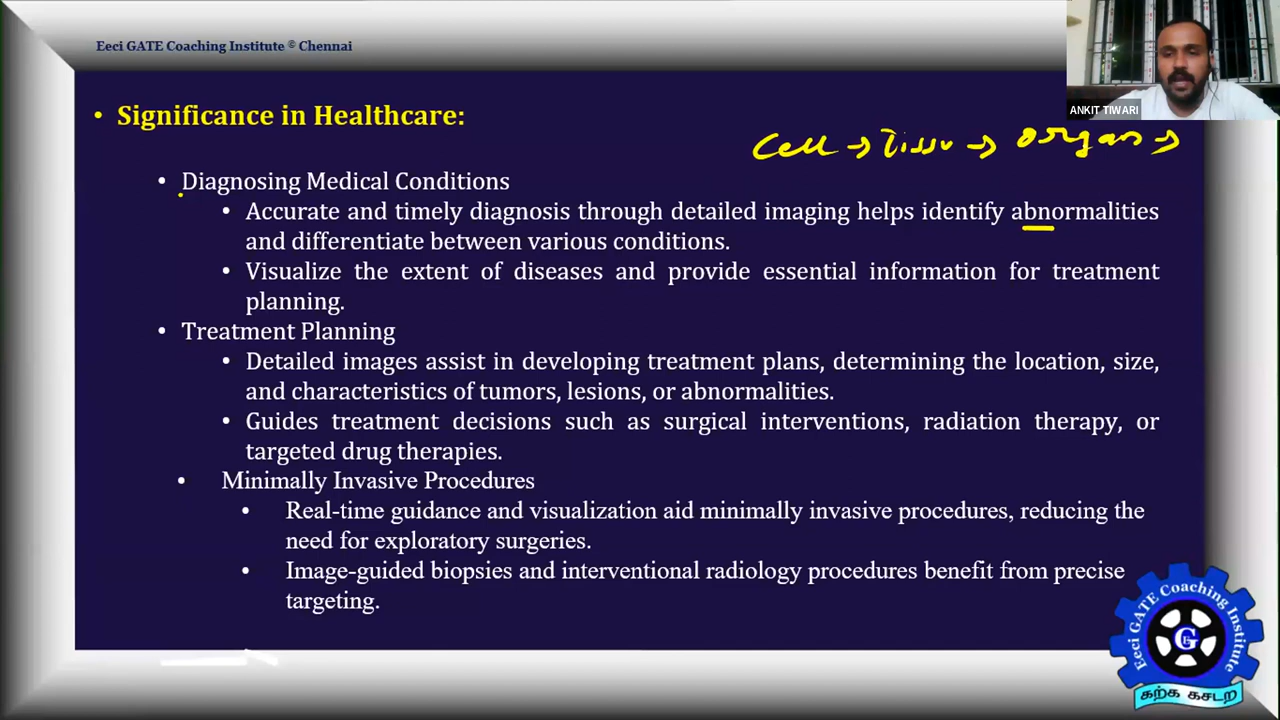 Eeci GATE Coaching Institute © Chennai
ANKIT TIWARI
• Significance in Healthcare:
Cell → Tissu → Organ →
• Diagnosing Medical Conditions
• Accurate and timely diagnosis through detailed imaging helps identify abnormalities
and differentiate between various conditions.
• Visualize the extent of diseases and provide essential information for treatment
planning.
• Treatment Planning
• Detailed images assist in developing treatment plans, determining the location, size,
and characteristics of tumors, lesions, or abnormalities.
• Guides treatment decisions such as surgical interventions, radiation therapy, or
targeted drug therapies.
• Minimally Invasive Procedures
• Real-time guidance and visualization aid minimally invasive procedures, reducing the
need for exploratory surgeries.
• Image-guided biopsies and interventional radiology procedures benefit from precise
targeting.
Eeci GATE Coaching Institute
கற்க கசடற